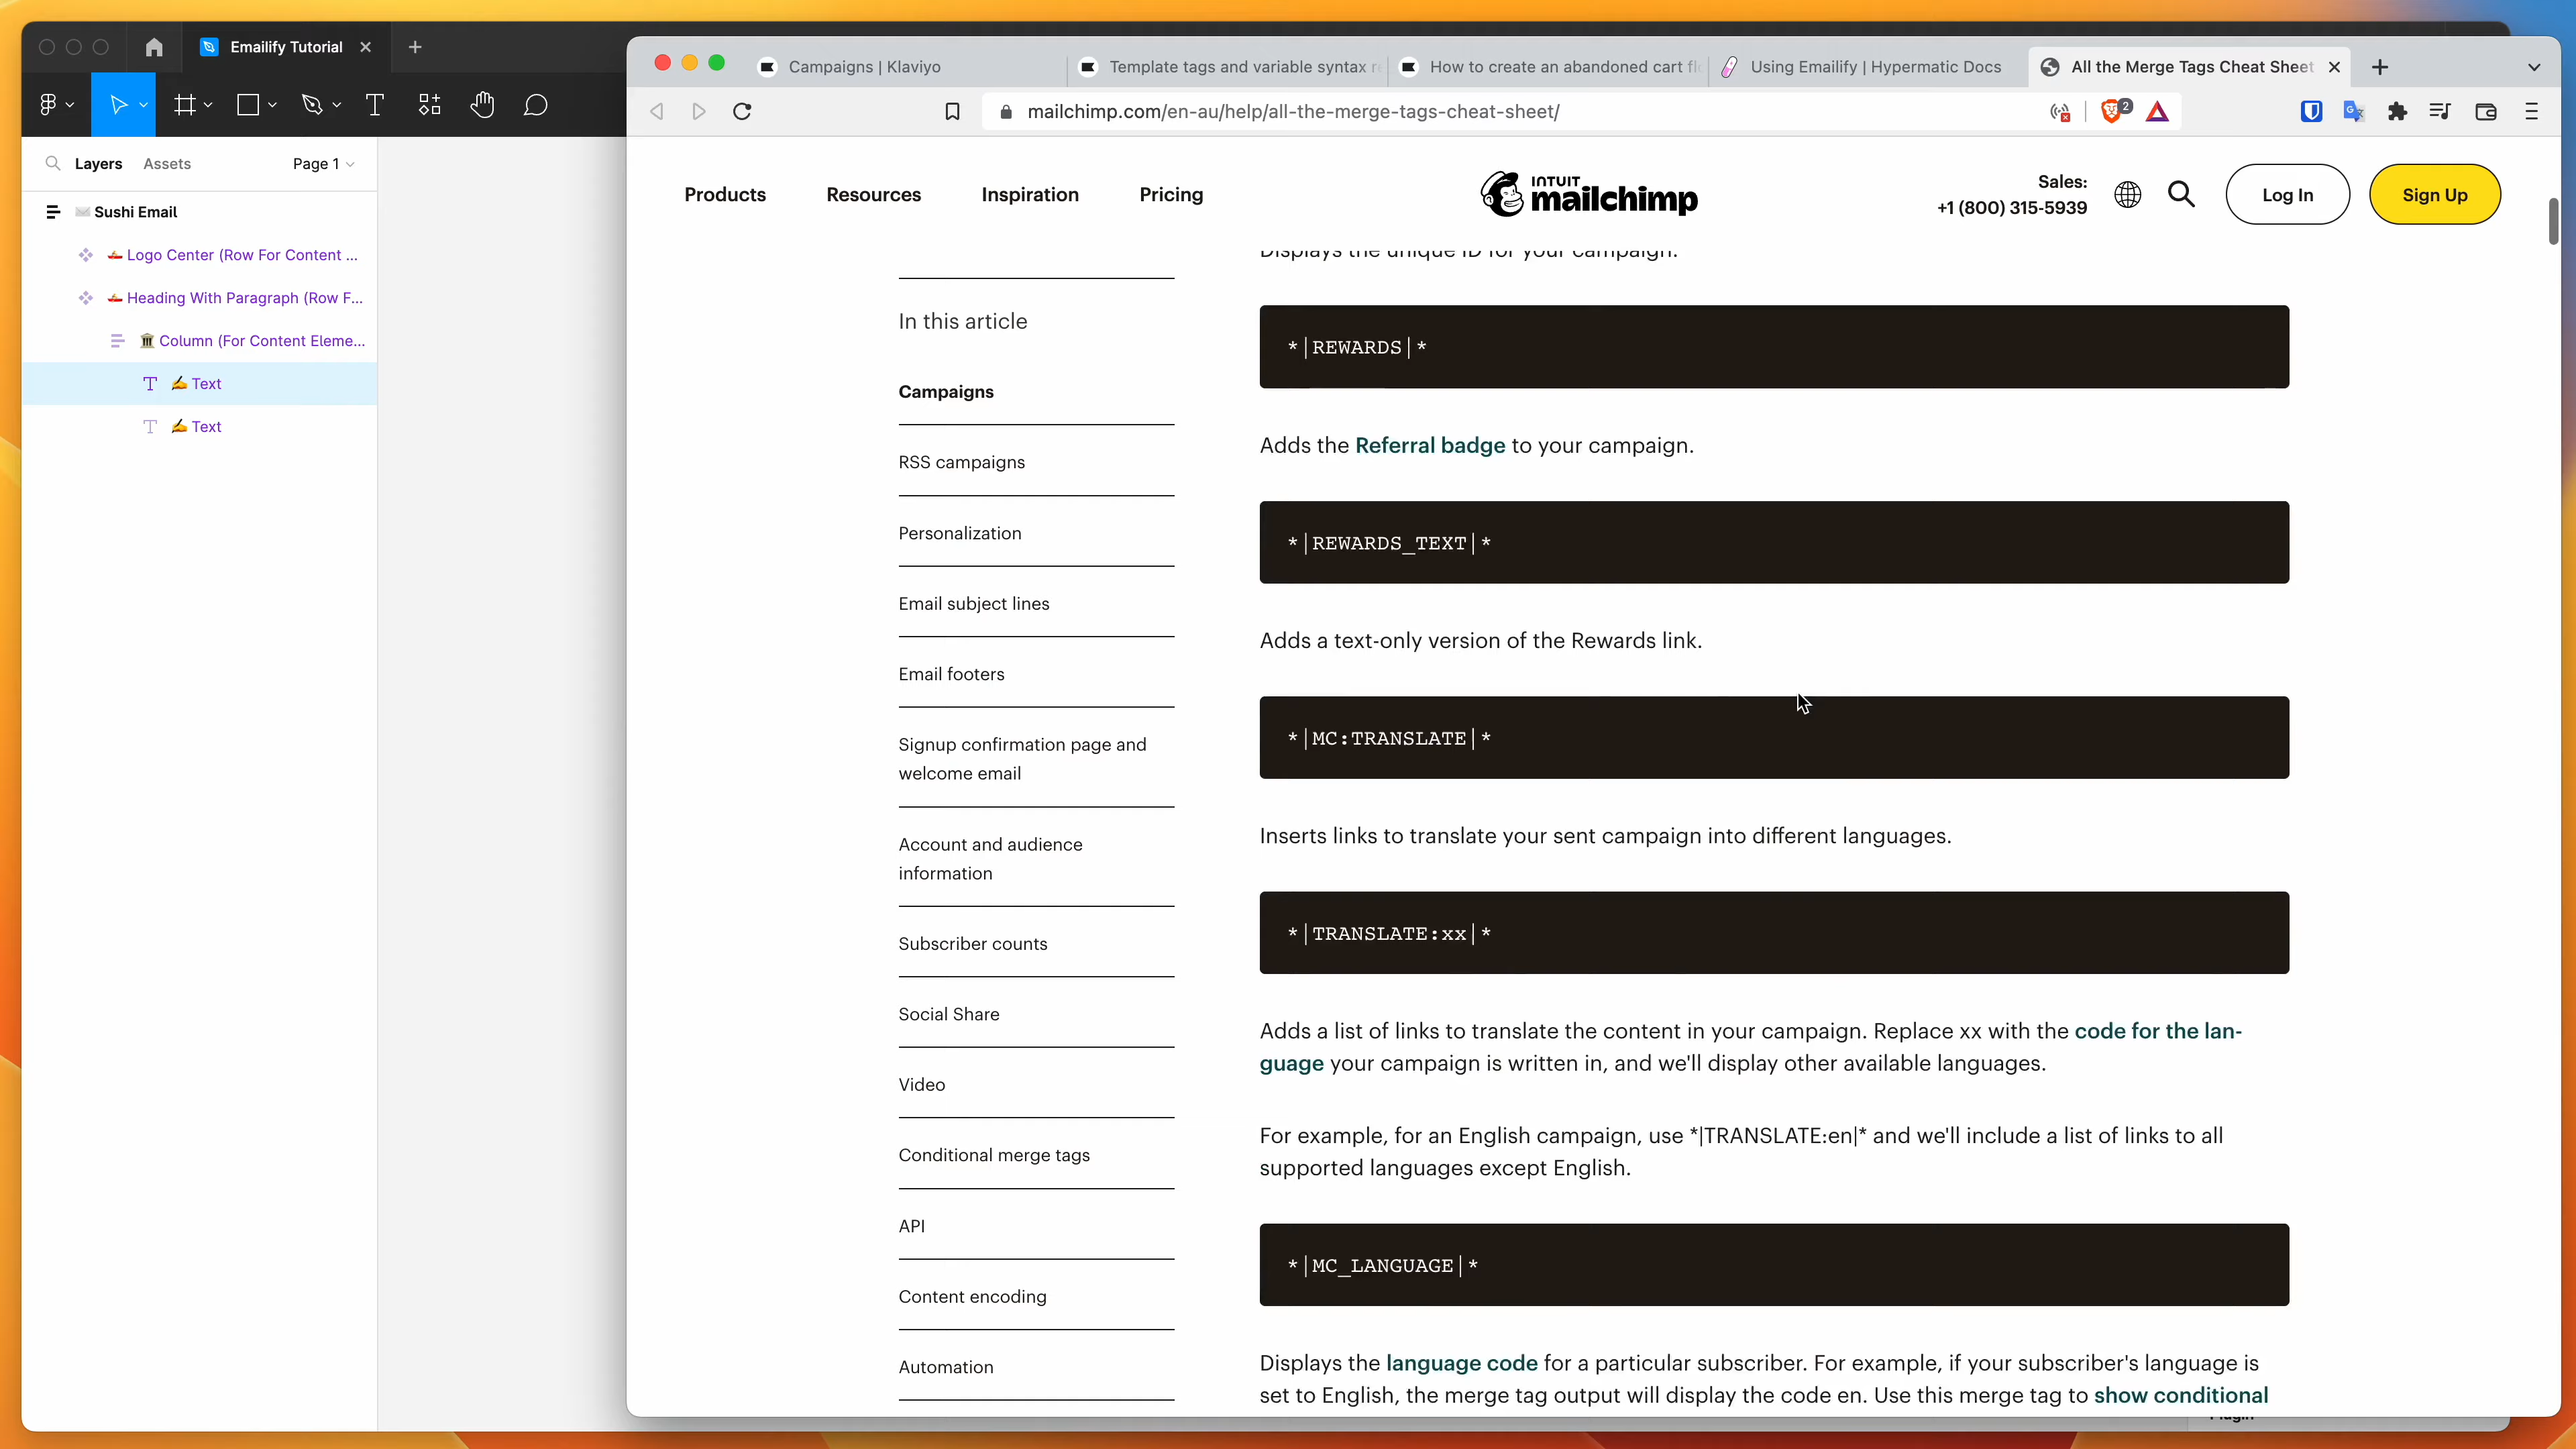 Emailify Tutorial
Layers
Assets
Page 1
Sushi Email
Logo Center (Row For Content ...
Heading With Paragraph (Row F...
Column (For Content Eleme...
Text
Text
Campaigns | Klaviyo
Template tags and variable syntax r
How to create an abandoned cart fl
Using Emailify | Hypermatic Docs
All the Merge Tags Cheat Sheet
mailchimp.com/en-au/help/all-the-merge-tags-cheat-sheet/
2
Products
Resources
Inspiration
Pricing
INTUIT
mailchimp
Sales:
+1 (800) 315-5939
Log In
Sign Up
In this article
Campaigns
RSS campaigns
Personalization
Email subject lines
Email footers
Signup confirmation page and
welcome email
Account and audience
information
Subscriber counts
Social Share
Video
Conditional merge tags
API
Content encoding
Automation
Displays the unique ID for your campaign.
*|REWARDS|*
Adds the Referral badge to your campaign.
*|REWARDS_TEXT|*
Adds a text-only version of the Rewards link.
*|MC:TRANSLATE|*
Inserts links to translate your sent campaign into different languages.
*|TRANSLATE:xx|*
Adds a list of links to translate the content in your campaign. Replace xx with the code for the lan-
guage your campaign is written in, and we'll display other available languages.
For example, for an English campaign, use *|TRANSLATE:en|* and we'll include a list of links to all
supported languages except English.
*|MC_LANGUAGE|*
Displays the language code for a particular subscriber. For example, if your subscriber's language is
set to English, the merge tag output will display the code en. Use this merge tag to show conditional
Plugin